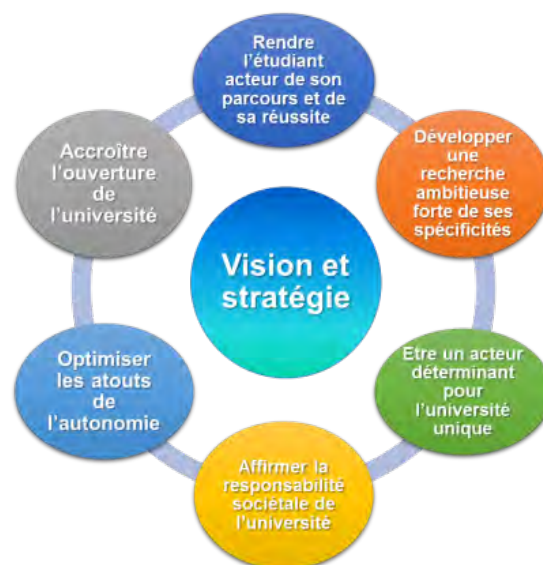 Rendre
l'étudiant
acteur de son
parcours et de
sa réussite
Développer
une
recherche
ambitieuse
forte de ses
spécificités
Etre un acteur
déterminant
pour
l'université
unique
Affirmer la
responsabilité
sociétale de
l'université
Optimiser
les atouts
de
l'autonomie
Accroître
l'ouverture
de
l'université
Vision et
stratégie